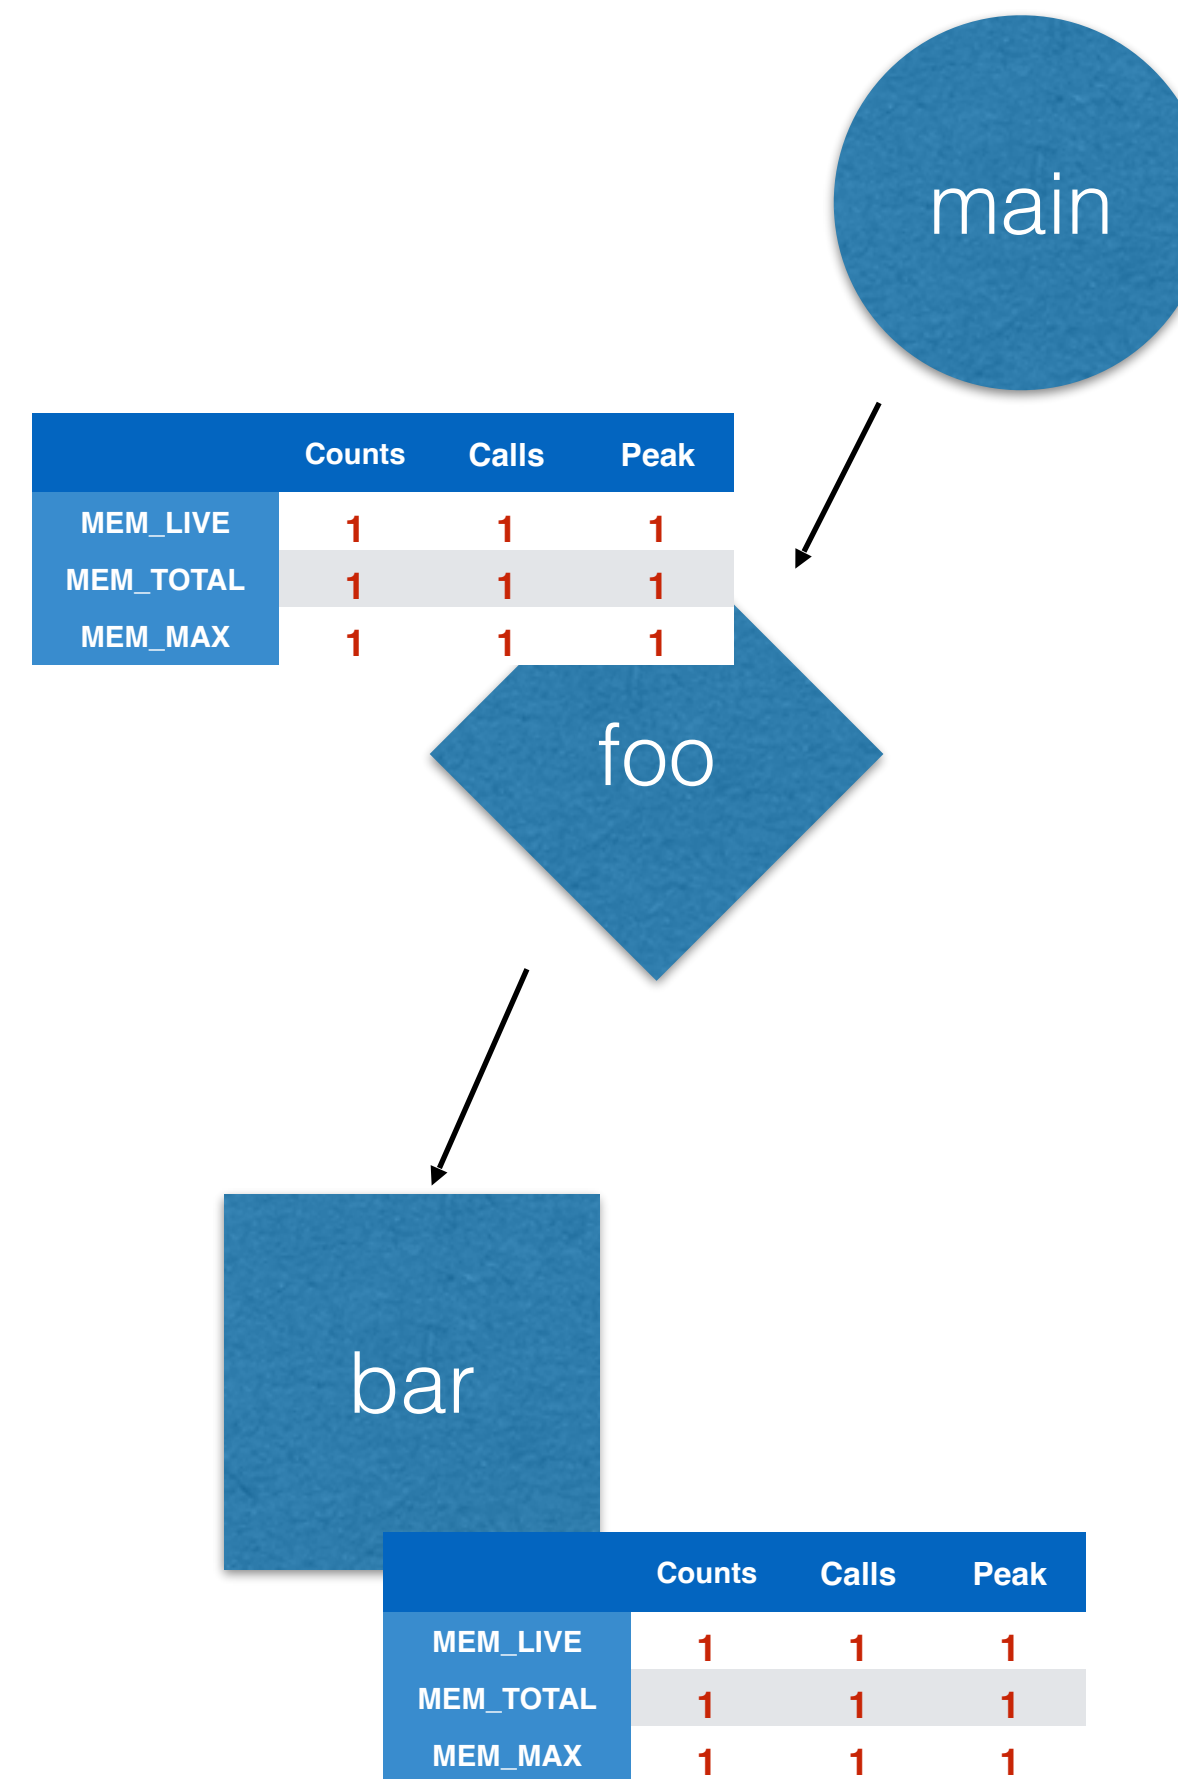 main
Counts Calls Peak
MEM_LIVE 1 1 1
MEM_TOTAL 1 1 1
MEM_MAX 1 1 1
foo
bar
Counts Calls Peak
MEM_LIVE 1 1 1
MEM_TOTAL 1 1 1
MEM_MAX 1 1 1